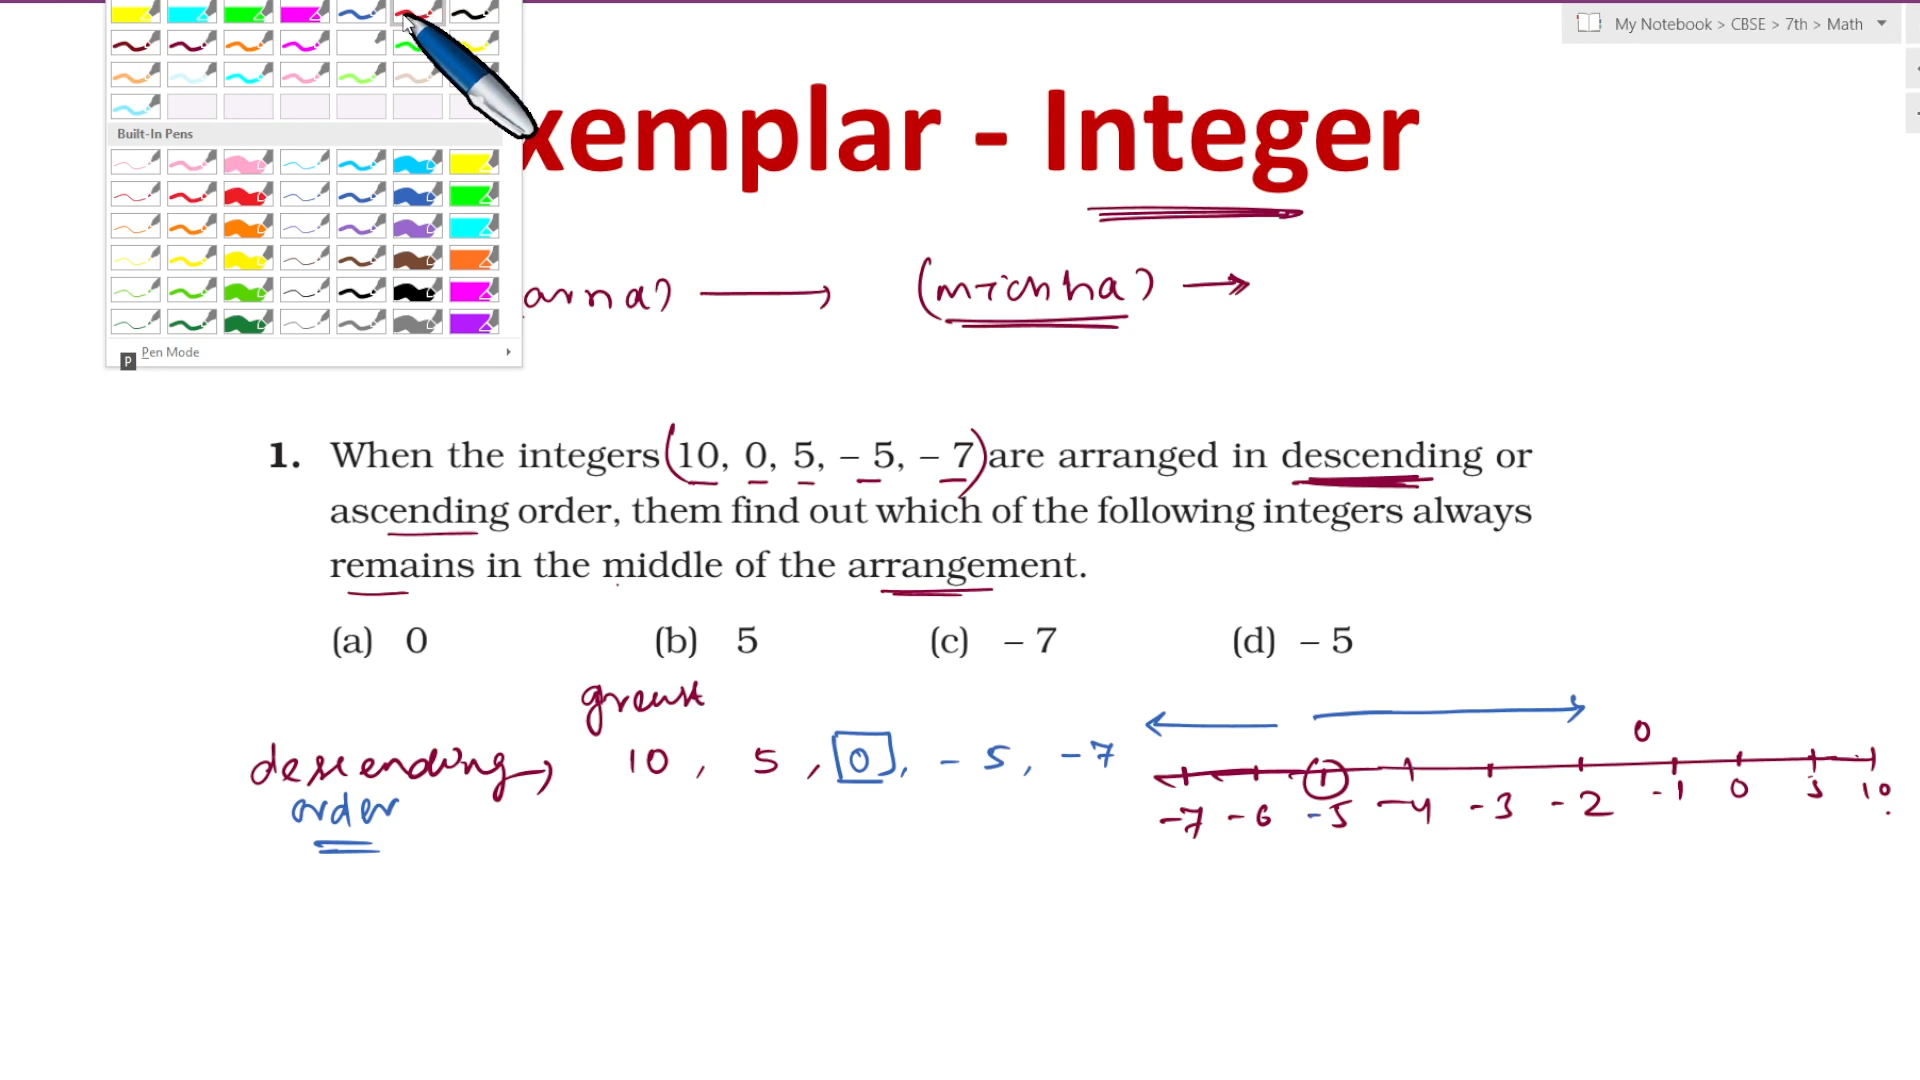 My Notebook > CBSE > 7th > Math
xemplar - Integer
Built-In Pens
Pen Mode
P
arna) ⟶ (michha) →
1. When the integers (10, 0, 5, – 5, – 7) are arranged in descending or
ascending order, them find out which of the following integers always
remains in the middle of the arrangement.
(a) 0 (b) 5 (c) – 7 (d) – 5
descending → 10, 5, 0, - 5, -7
order
0
-7 -6 -5 -4 -3 -2 -1 0 5 10